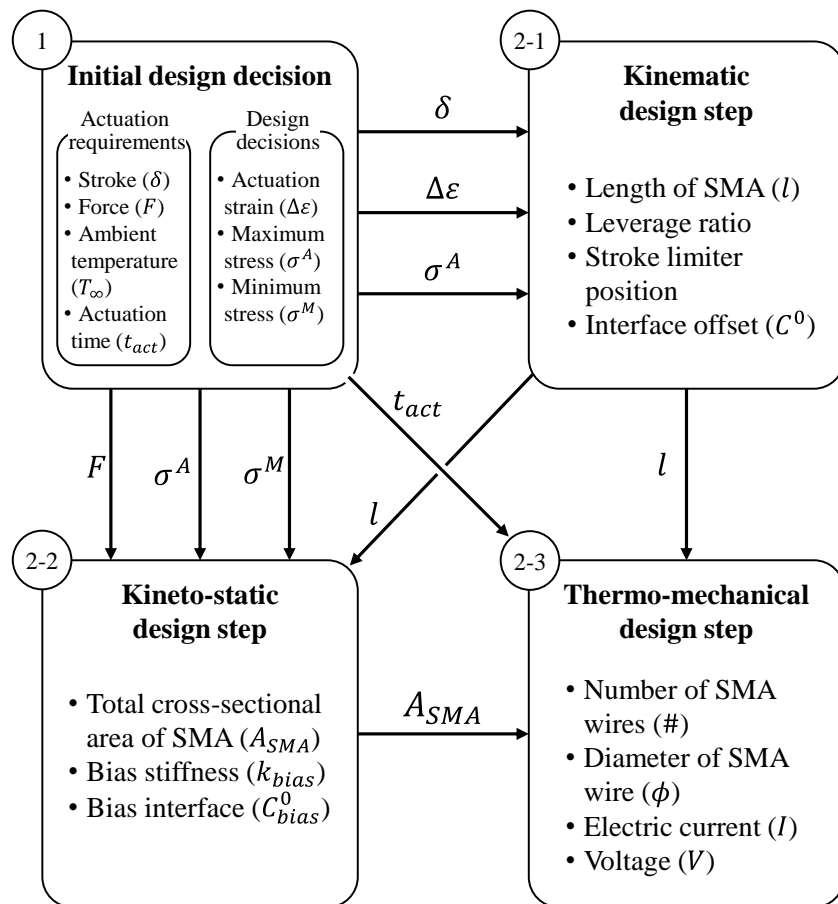 1
Initial design decision
Actuation
requirements
• Stroke (δ)
• Force (F)
• Ambient
temperature
(T∞)
• Actuation
time (t_act)
Design
decisions
• Actuation
strain (Δε)
• Maximum
stress (σ^A)
• Minimum
stress (σ^M)
δ
Δε
σ^A
2-1
Kinematic
design step
• Length of SMA (l)
• Leverage ratio
• Stroke limiter
position
• Interface offset (C^0)
F
σ^A
σ^M
t_act
l
l
2-2
Kineto-static
design step
• Total cross-sectional
area of SMA (A_SMA)
• Bias stiffness (k_bias)
• Bias interface (C^0_bias)
A_SMA
2-3
Thermo-mechanical
design step
• Number of SMA
wires (#)
• Diameter of SMA
wire (ϕ)
• Electric current (I)
• Voltage (V)